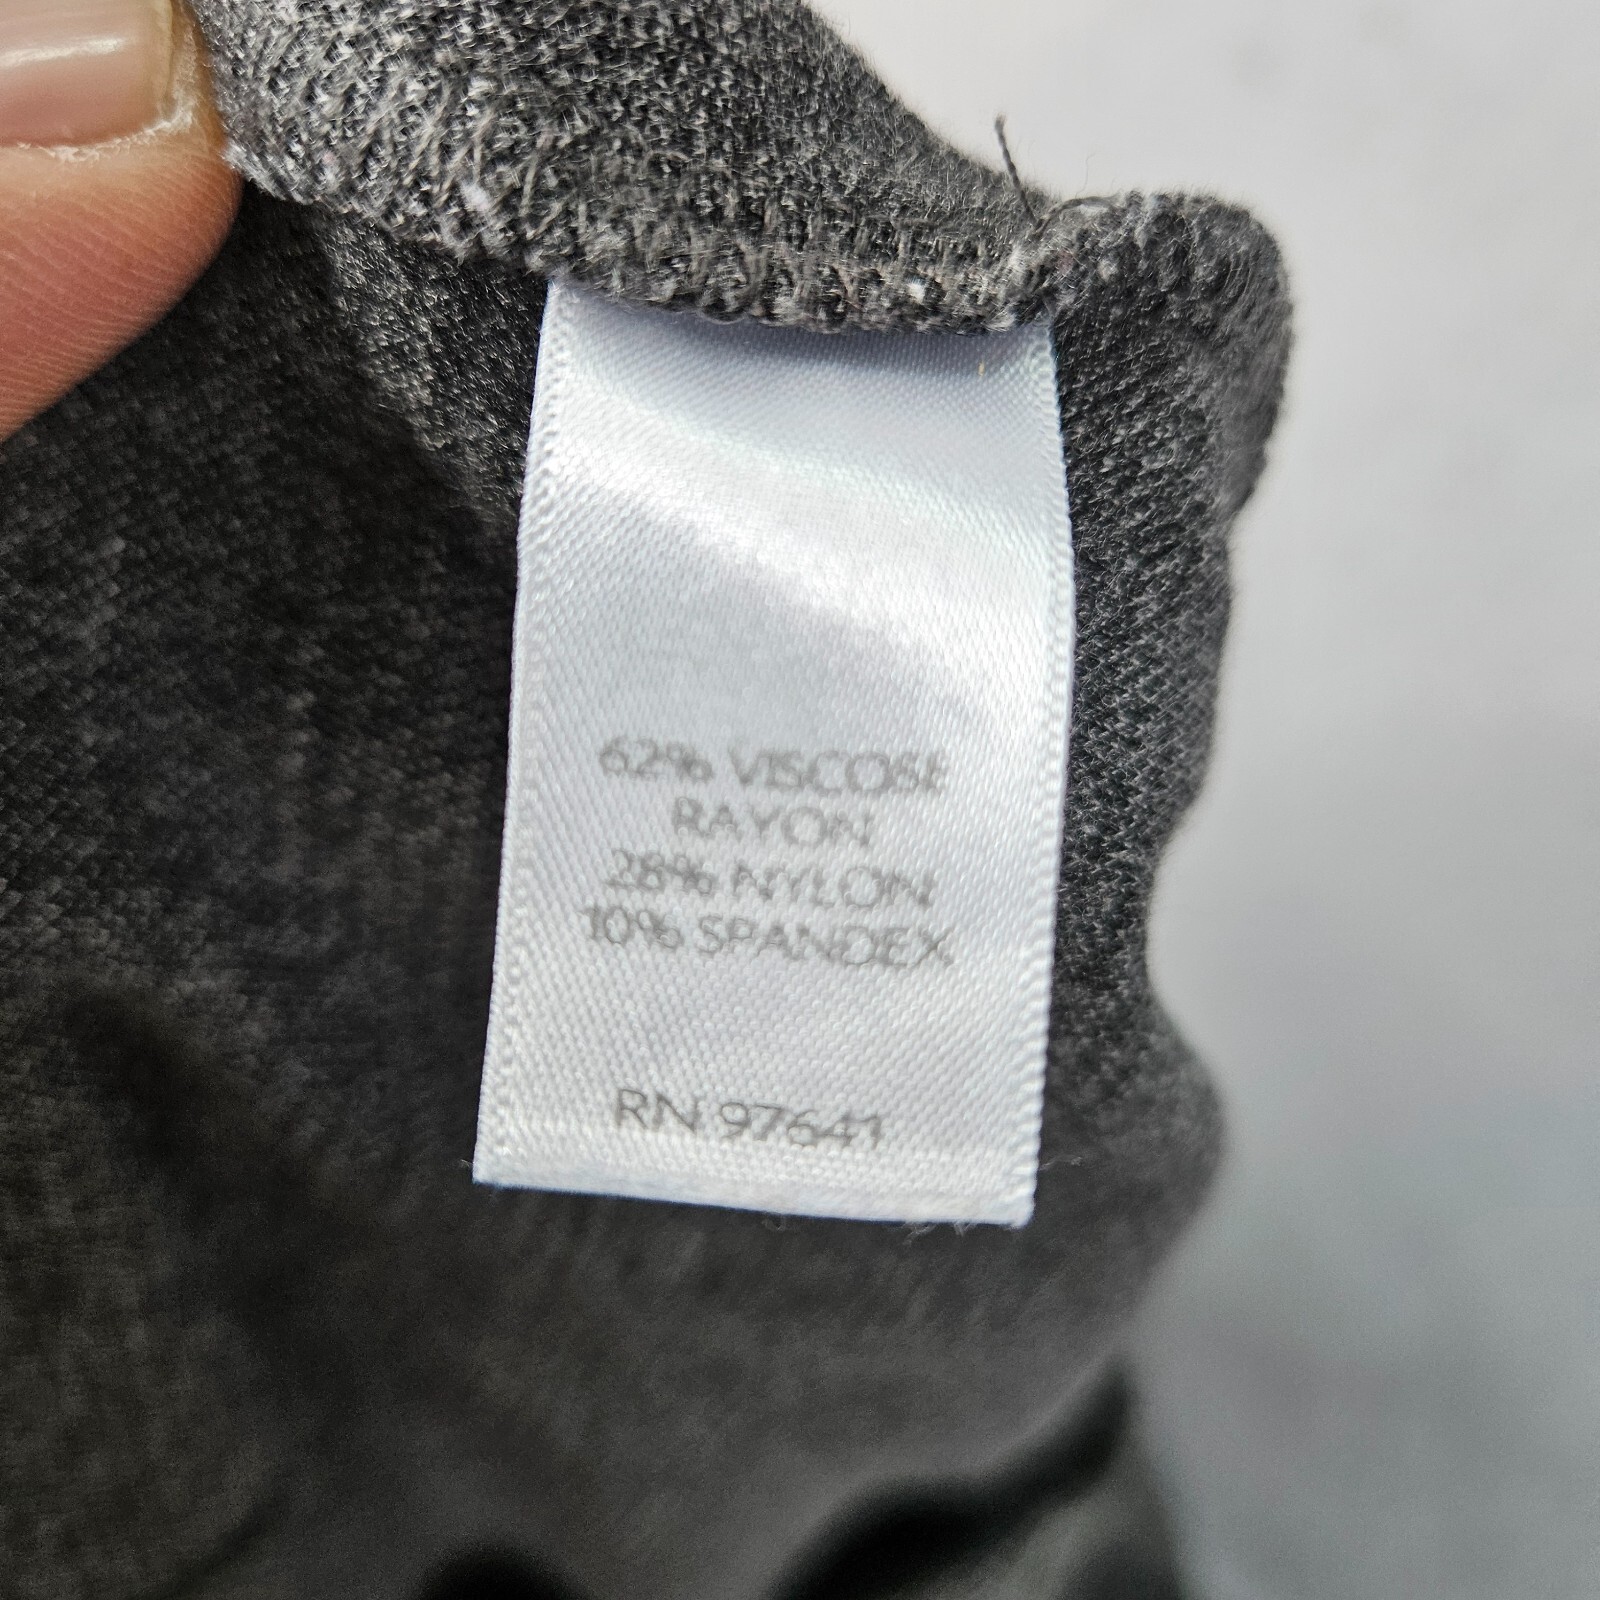 62% VISCOSE
RAYON
28% NYLON
10% SPANDEX
RN 97641